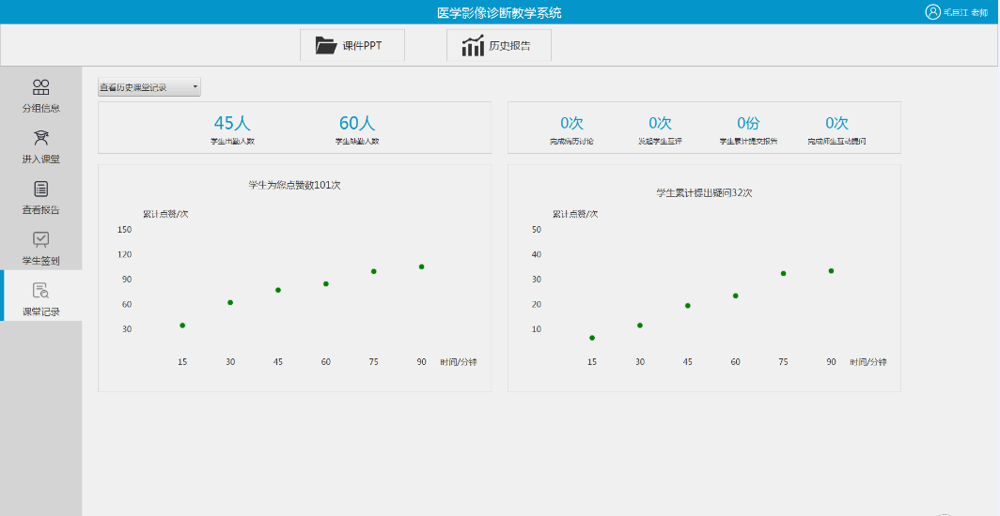 医学影像诊断教学系统
毛巨江 老师
课件PPT
历史报告
分组信息
进入课堂
查看报告
学生签到
课堂记录
查看历史课堂记录
45人
学生出勤人数
60人
学生缺勤人数
0次
完成病历讨论
0次
发起学生互评
0份
学生累计提交报告
0次
完成师生互动提问
学生为您点赞数101次
累计点赞/次
150
120
90
60
30
15 30 45 60 75 90 时间/分钟
学生累计提出疑问32次
累计点赞/次
50
40
30
20
10
15 30 45 60 75 90 时间/分钟